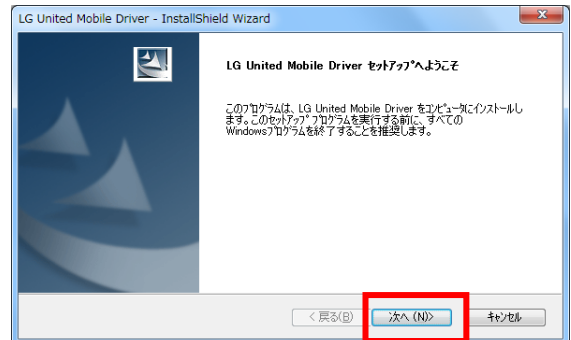 LG United Mobile Driver - InstallShield Wizard
LG United Mobile Driver ｾｯﾄｱｯﾌﾟへようこそ
このﾌﾟﾛｸﾞﾗﾑは、LG United Mobile Driver をｺﾝﾋﾟｭｰﾀにインストールし
ます。このｾｯﾄｱｯﾌﾟ ﾌﾟﾛｸﾞﾗﾑを実行する前に、すべての
Windowsﾌﾟﾛｸﾞﾗﾑを終了することを推奨します。
< 戻る(B) 次へ (N)> ｷｬﾝｾﾙ